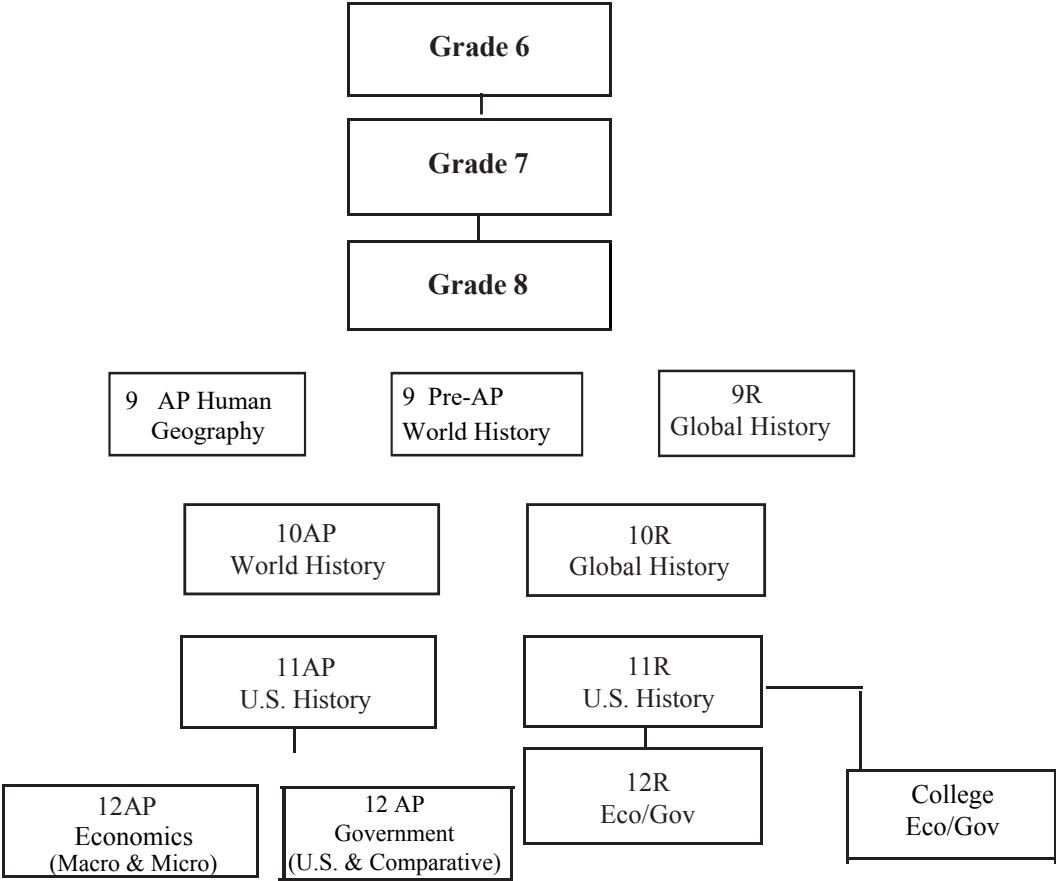 Grade 6
Grade 7
Grade 8
9 AP Human
Geography
9 Pre-AP
World History
9R
Global History
10AP
World History
10R
Global History
11AP
U.S. History
11R
U.S. History
12AP
Economics
(Macro & Micro)
12 AP
Government
(U.S. & Comparative)
12R
Eco/Gov
College
Eco/Gov